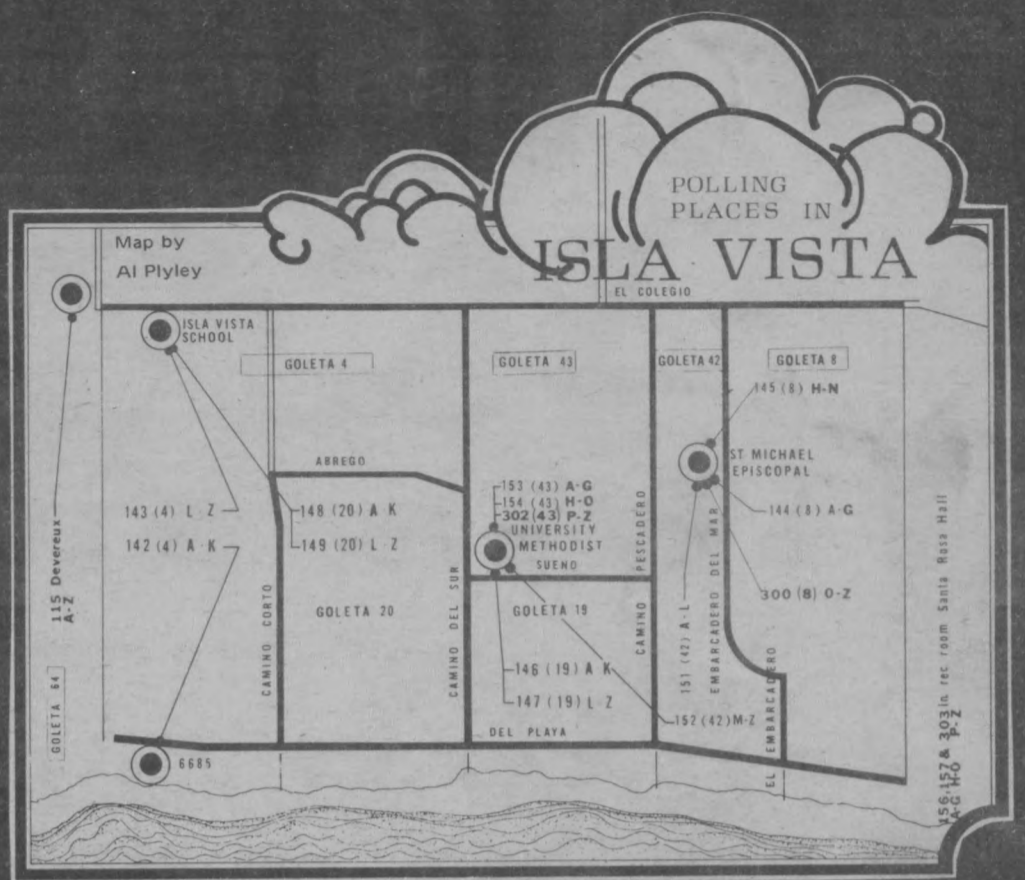 POLLING
PLACES IN
ISLA VISTA
Map by
Al Plyley
EL COLEGIO
ISLA VISTA
SCHOOL
GOLETA 4
GOLETA 43
GOLETA 42
GOLETA 8
145 (8) H-N
ABREGO
ST MICHAEL
EPISCOPAL
153 (43) A-G
154 (43) H-O
302 (43) P-Z
UNIVERSITY
METHODIST
SUENO
143 (4) L Z
142 (4) A-K
148 (20) A K
149 (20) L Z
144 (8) A-G
300 (8) O-Z
115 Devereux
A-Z
GOLETA 64
CAMINO CORTO
GOLETA 20
CAMINO DEL SUR
GOLETA 19
146 (19) A K
147 (19) L Z
PESCADERO
CAMINO
151 (42) A-L
EMBARCADERO DEL MAR
152 (42) M-Z
DEL PLAYA
EL EMBARCADERO
6685
156,157 & 303 in rec room Santa Rosa Hall
A-G H-O P-Z